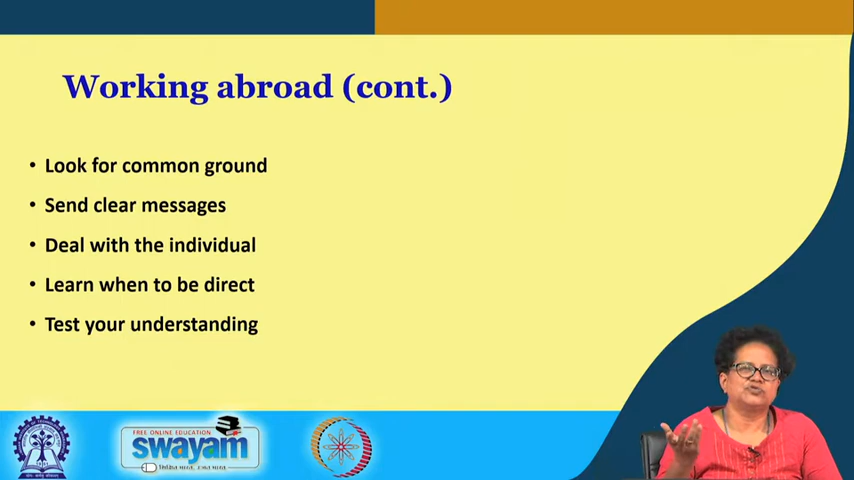 Working abroad (cont.)
• Look for common ground
• Send clear messages
• Deal with the individual
• Learn when to be direct
• Test your understanding
FREE ONLINE EDUCATION
swayam